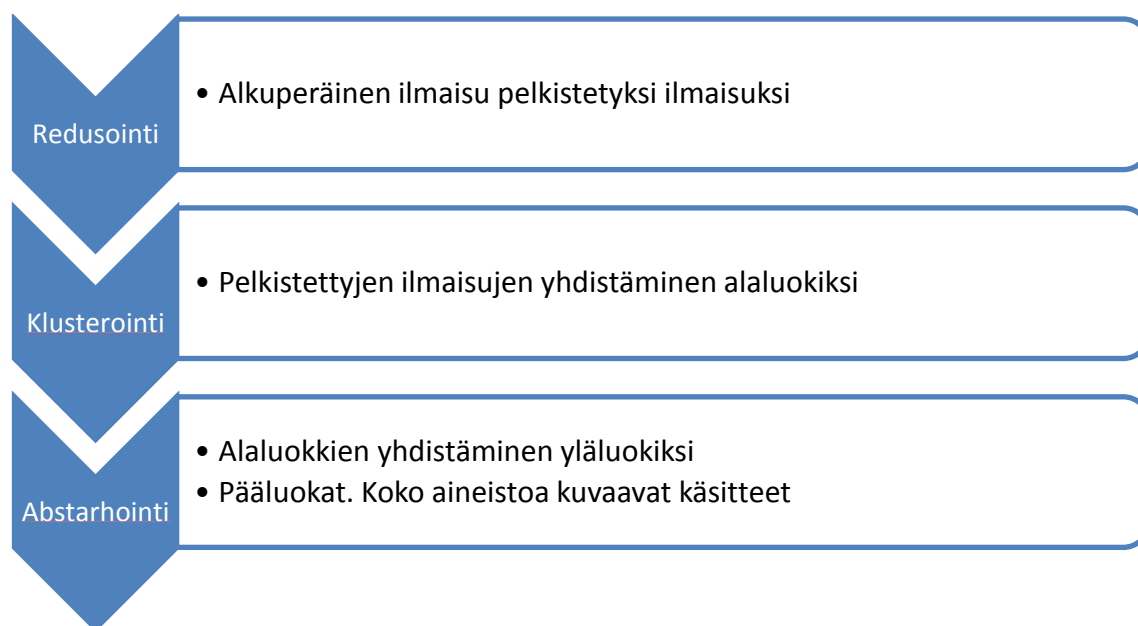 Redusointi
• Alkuperäinen ilmaisu pelkistetyksi ilmaisuksi
Klusterointi
• Pelkistettyjen ilmaisujen yhdistäminen alaluokiksi
Abstarhointi
• Alaluokkien yhdistäminen yläluokiksi
• Pääluokat. Koko aineistoa kuvaavat käsitteet